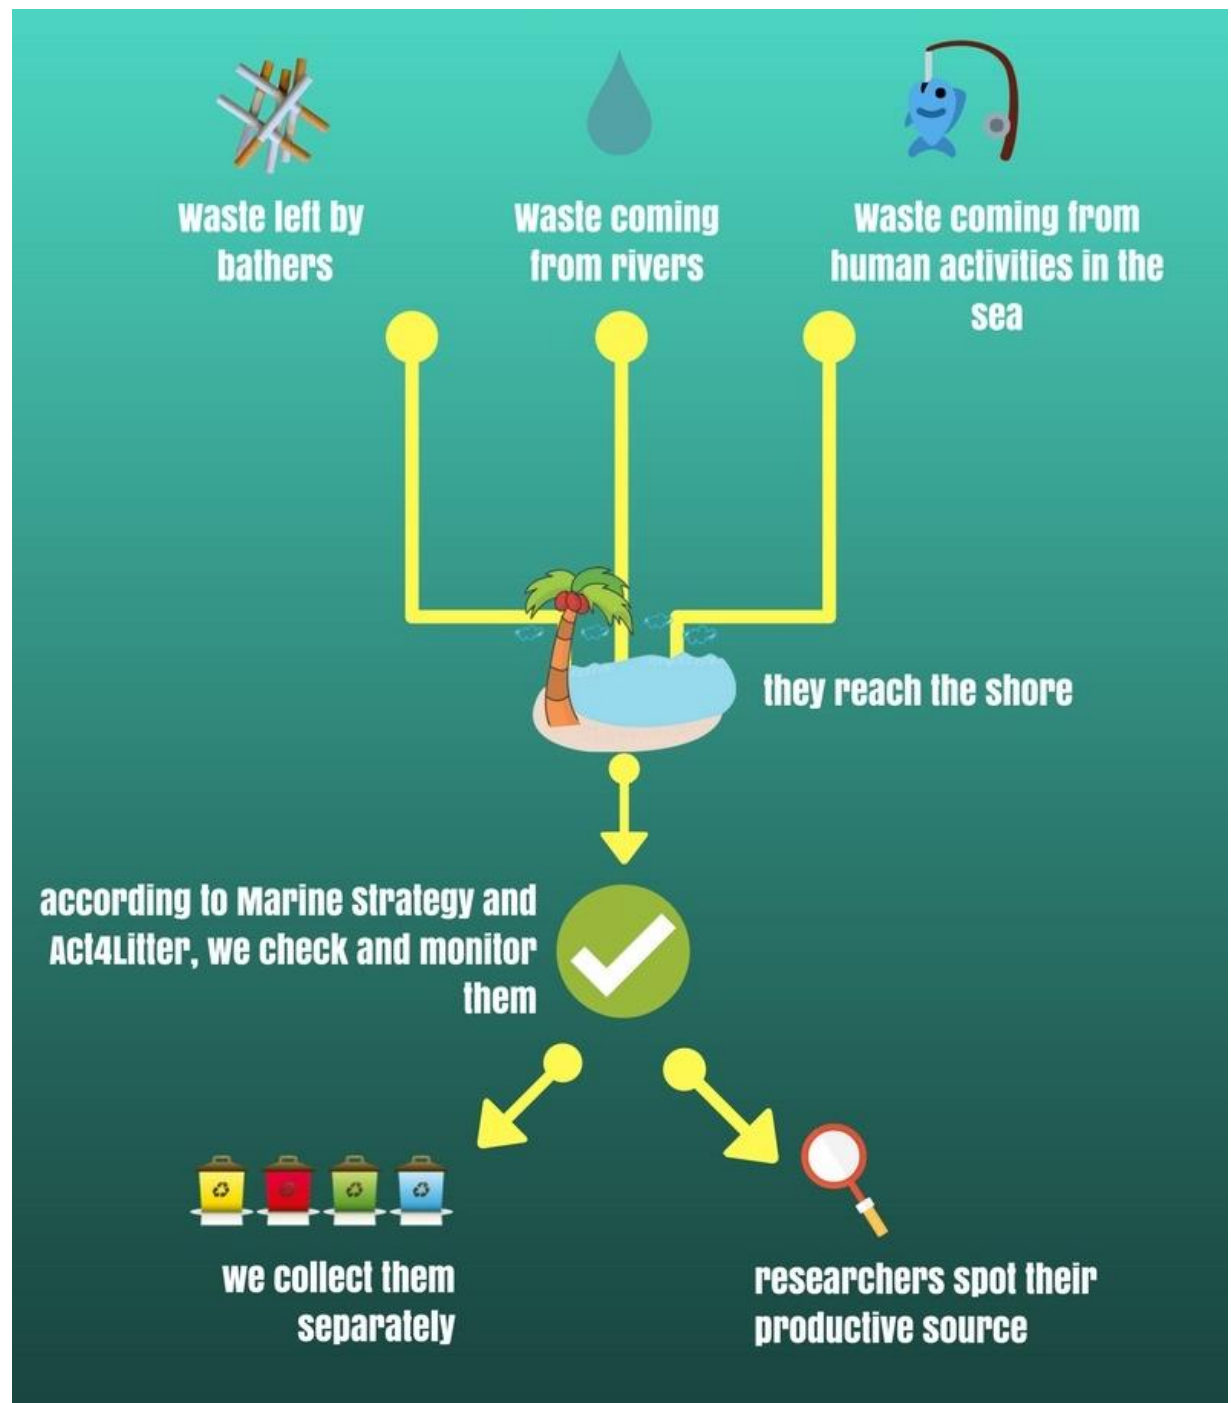 Waste left by
bathers
Waste coming
from rivers
Waste coming from
human activities in the
sea
they reach the shore
according to Marine Strategy and
Act4Litter, we check and monitor
them
we collect them
separately
researchers spot their
productive source